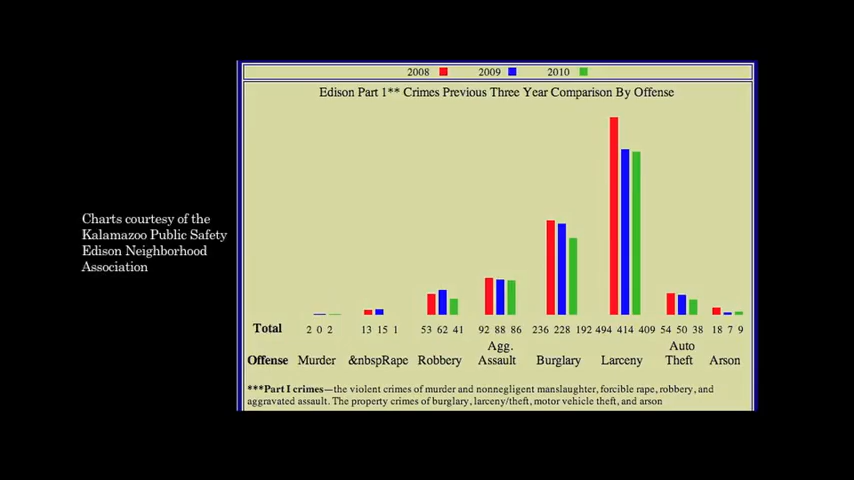 2008 2009 2010
Edison Part 1** Crimes Previous Three Year Comparison By Offense
Charts courtesy of the
Kalamazoo Public Safety
Edison Neighborhood
Association
Total 2 0 2 13 15 1 53 62 41 92 88 86 236 228 192 494 414 409 54 50 38 18 7 9
Offense Murder &nbspRape Robbery Agg. Assault Burglary Larceny Auto Theft Arson
***Part I crimes—the violent crimes of murder and nonnegligent manslaughter, forcible rape, robbery, and
aggravated assault. The property crimes of burglary, larceny/theft, motor vehicle theft, and arson